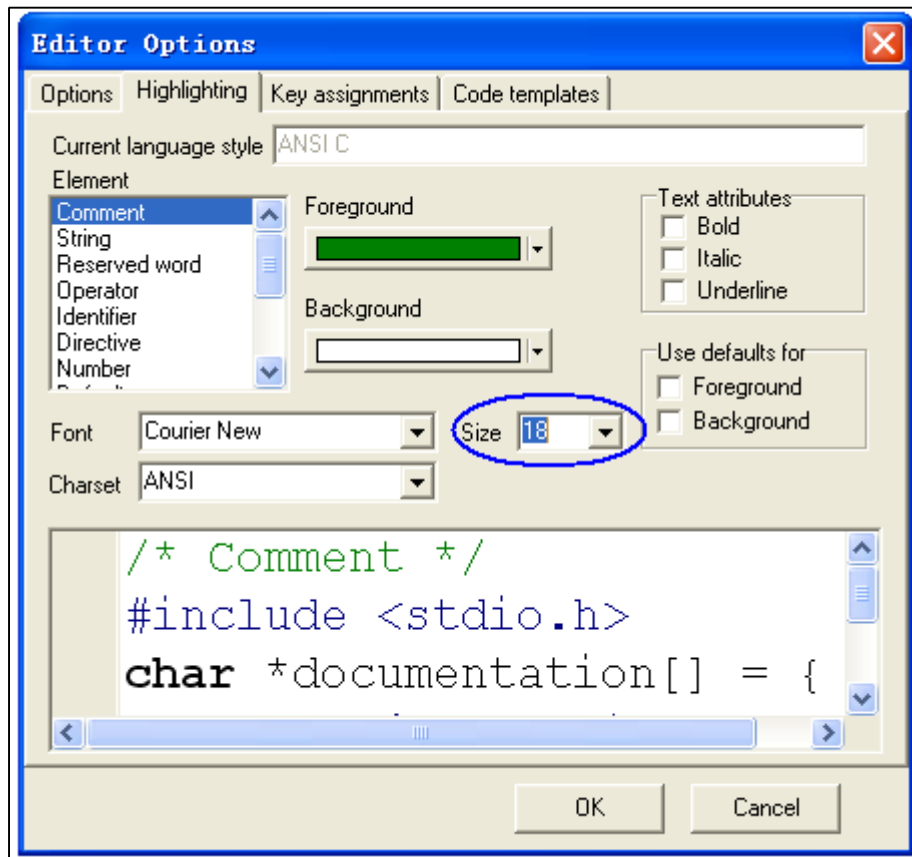 Editor Options
Options Highlighting Key assignments Code templates
Current language style ANSI C
Element
Comment
String
Reserved word
Operator
Identifier
Directive
Number
Foreground
Background
Text attributes
Bold
Italic
Underline
Use defaults for
Foreground
Background
Font Courier New
Size 18
Charset ANSI
/* Comment */
#include <stdio.h>
char *documentation[] = {
OK Cancel